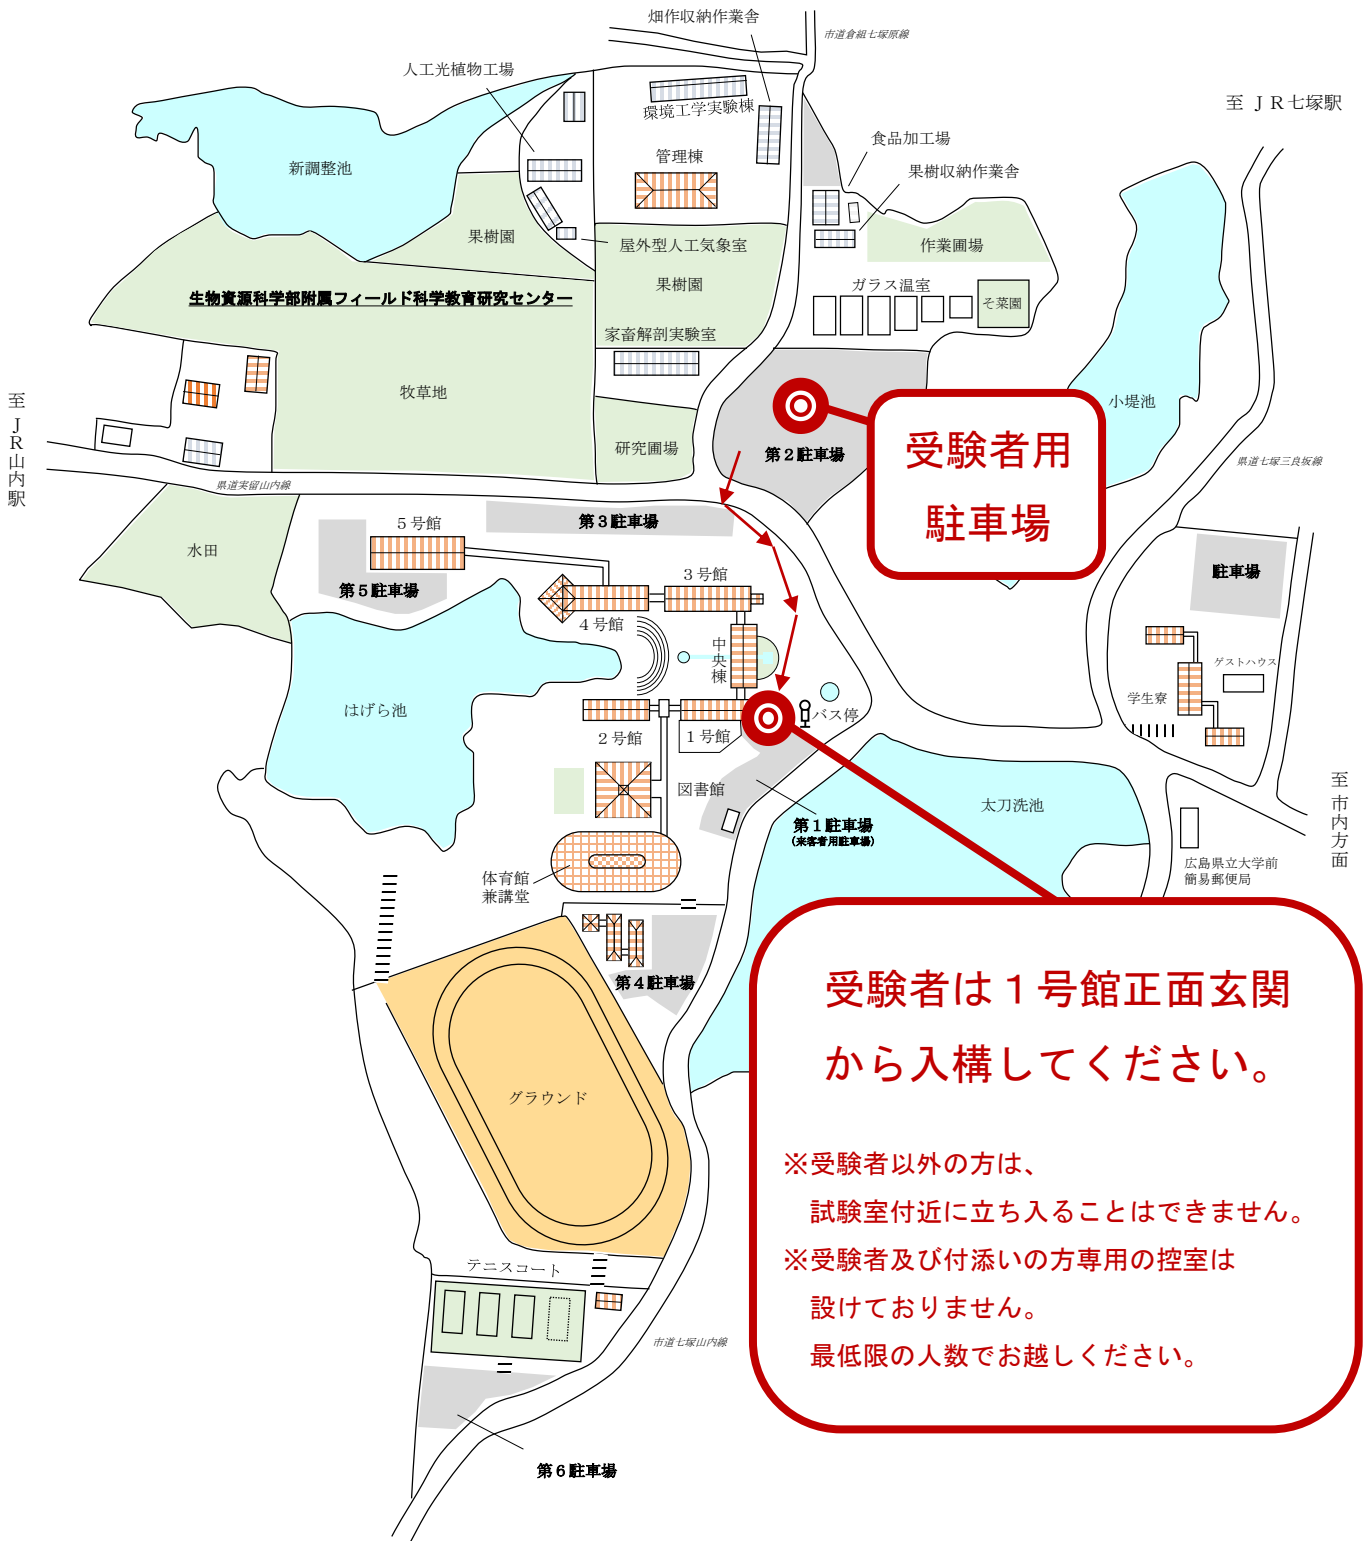 畑作収納作業舎
市道倉組七塚原線
人工光植物工場
至 ＪＲ七塚駅
環境工学実験棟
食品加工場
管理棟
新調整池
果樹収納作業舎
果樹園
屋外型人工気象室
作業圃場
果樹園
ガラス温室
生物資源科学部附属フィールド科学教育研究センター
そ菜園
家畜解剖実験室
牧草地
小堤池
至ＪＲ山内駅
受験者用
駐車場
研究圃場
第２駐車場
県道七塚三良坂線
県道実留山内線
第３駐車場
５号館
水田
３号館
駐車場
第５駐車場
４号館
中央棟
ゲストハウス
学生寮
はげら池
バス停
２号館
１号館
図書館
太刀洗池
至市内方面
第１駐車場
(来客者用駐車場)
広島県立大学前
簡易郵便局
体育館
兼講堂
第４駐車場
受験者は１号館正面玄関
から入構してください。
グラウンド
※受験者以外の方は、
試験室付近に立ち入ることはできません。
※受験者及び付添いの方専用の控室は
設けておりません。
最低限の人数でお越しください。
テニスコート
市道七塚山内線
第６駐車場